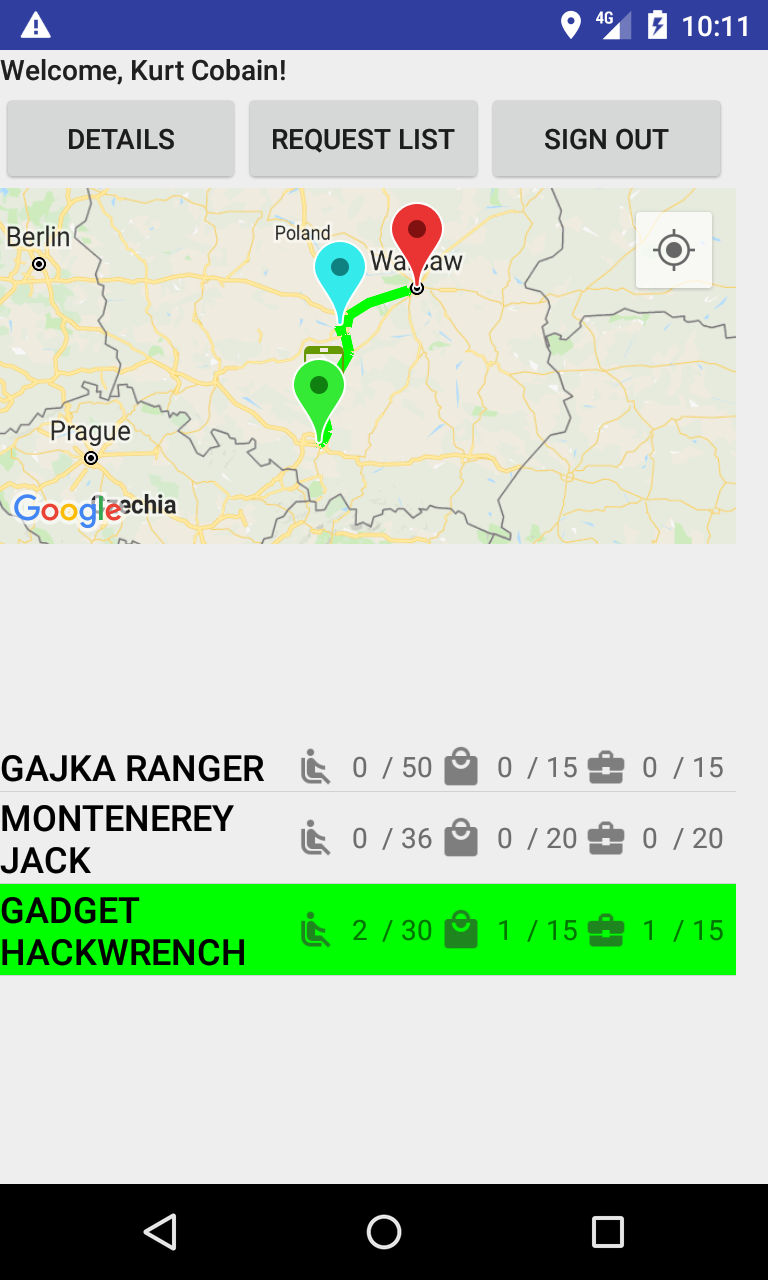 4G 10:11
Welcome, Kurt Cobain!
DETAILS REQUEST LIST SIGN OUT
Poland
Berlin
Warsaw
Prague
Google Czechia
GAJKA RANGER 0 / 50 0 / 15 0 / 15
MONTENEREY
JACK 0 / 36 0 / 20 0 / 20
GADGET
HACKWRENCH 2 / 30 1 / 15 1 / 15